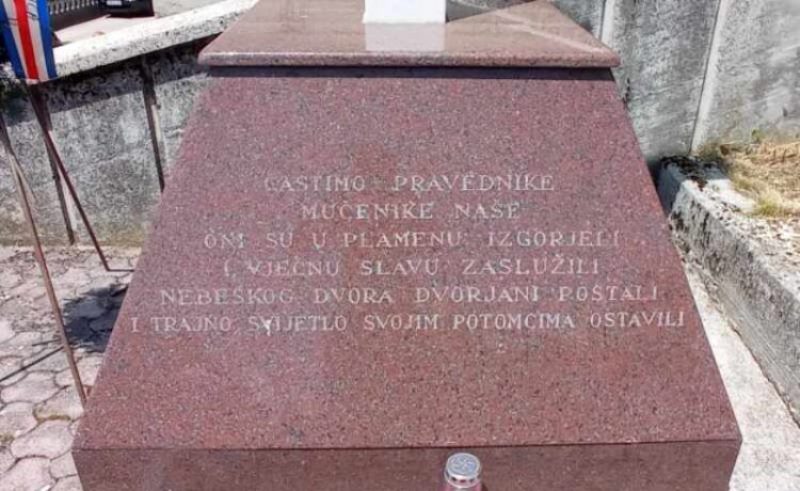 ČASTIMO PRAVEDNIKE
MUČENIKE NAŠE
ONI SU U PLAMENU IZGORJELI
I VJEČNU SLAVU ZASLUŽILI
NEBESKOG DVORA DVORJANI POSTALI
I TRAJNO SVIJETLO SVOJIM POTOMCIMA OSTAVILI